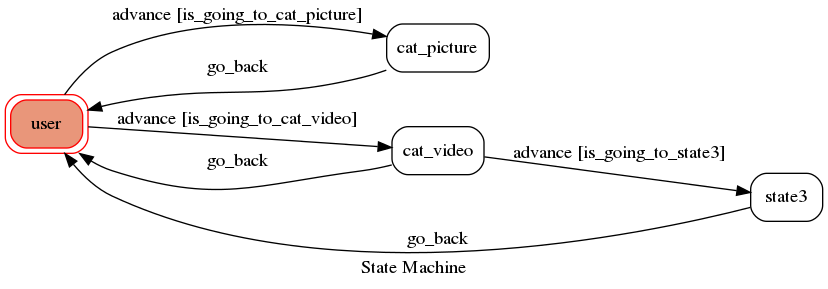 advance [is_going_to_cat_picture]
cat_picture
go_back
user
advance [is_going_to_cat_video]
cat_video
go_back
advance [is_going_to_state3]
state3
go_back
State Machine